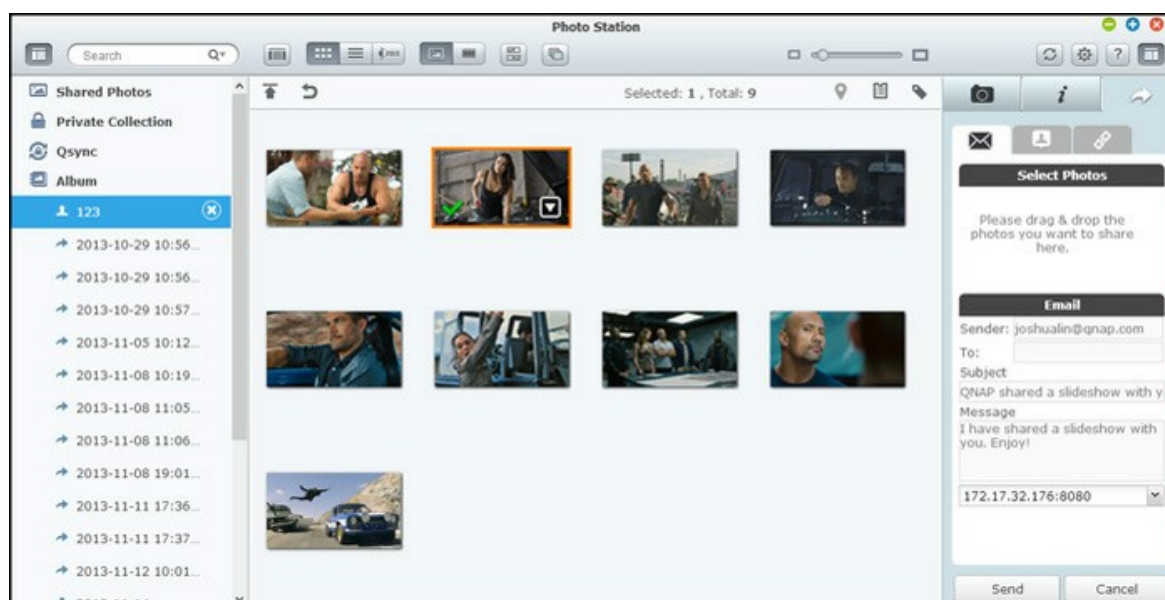 Photo Station
Search
Shared Photos
Private Collection
Qsync
Album
123
2013-10-29 10:56...
2013-10-29 10:56...
2013-10-29 10:57...
2013-11-05 10:12...
2013-11-08 10:19...
2013-11-08 11:05...
2013-11-08 11:06...
2013-11-08 19:01...
2013-11-11 17:36...
2013-11-11 17:37...
2013-11-12 10:01...
Selected: 1 , Total: 9
i
Select Photos
Please drag & drop the
photos you want to share
here.
Email
Sender: joshualin@qnap.com
To:
Subject
QNAP shared a slideshow with y
Message
I have shared a slideshow with
you. Enjoy!
172.17.32.176:8080
Send Cancel